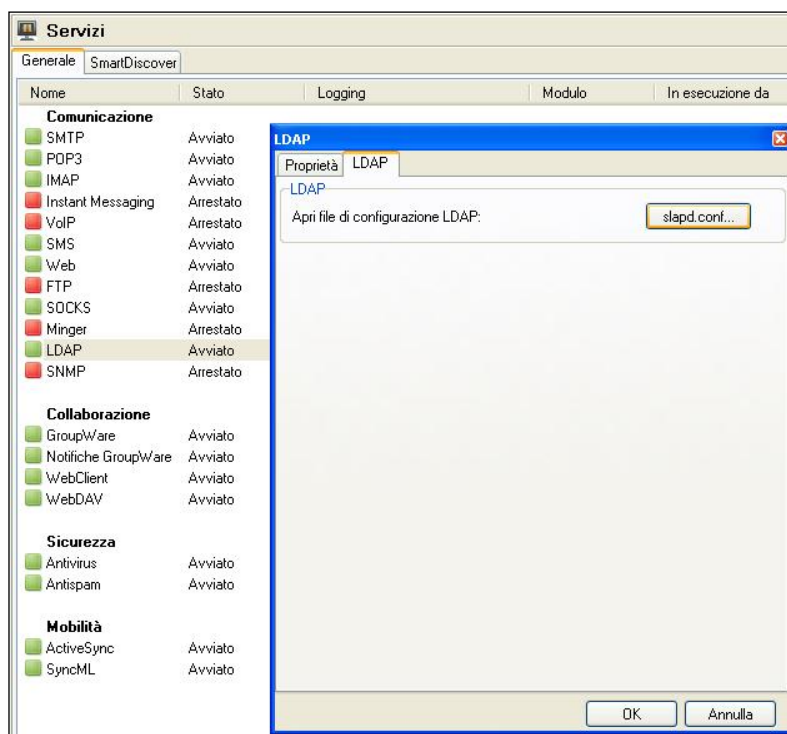 Servizi
Generale SmartDiscover
Nome Stato Logging Modulo In esecuzione da
Comunicazione
SMTP Avviato
POP3 Avviato
IMAP Avviato
Instant Messaging Arrestato
VoIP Arrestato
SMS Avviato
Web Avviato
FTP Arrestato
SOCKS Avviato
Minger Arrestato
LDAP Avviato
SNMP Arrestato
Collaborazione
GroupWare Avviato
Notifiche GroupWare Avviato
WebClient Avviato
WebDAV Avviato
Sicurezza
Antivirus Avviato
Antispam Avviato
Mobilità
ActiveSync Avviato
SyncML Avviato
LDAP
Proprietà LDAP
LDAP
Apri file di configurazione LDAP: slapd.conf...
OK Annulla